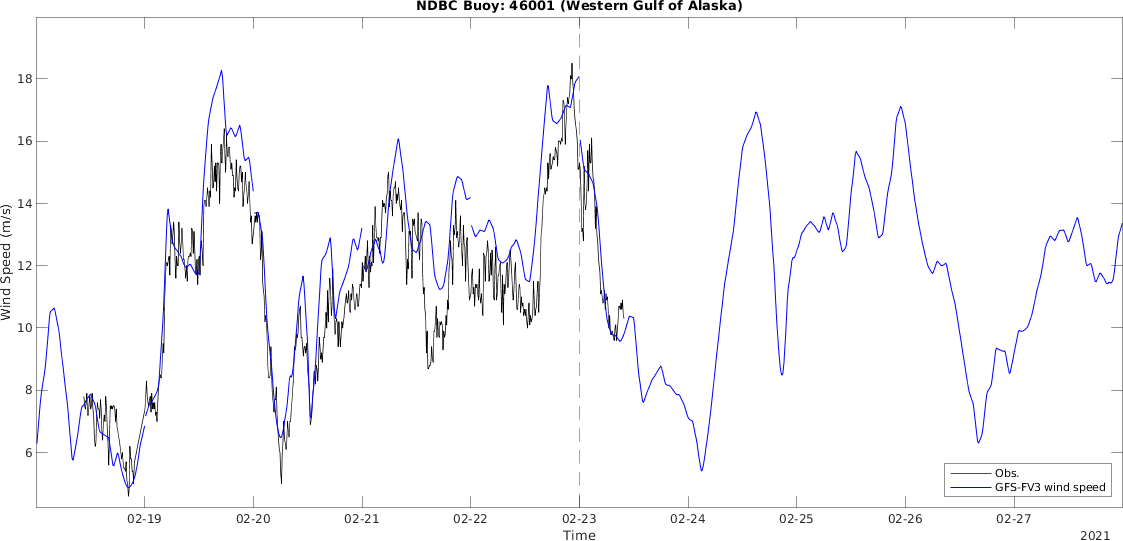 NDBC Buoy: 46001 (Western Gulf of Alaska)
Wind Speed (m/s)
18
16
14
12
10
8
6
02-19 02-20 02-21 02-22 02-23 02-24 02-25 02-26 02-27
Time
2021
Obs.
GFS-FV3 wind speed